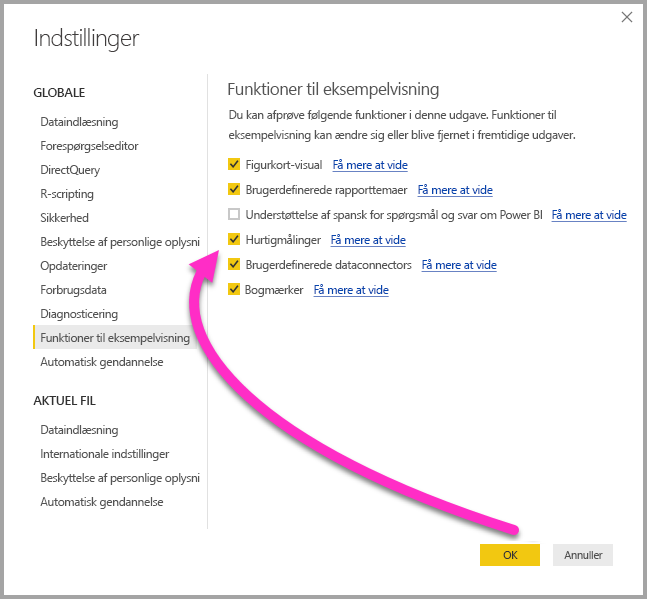 Indstillinger
GLOBALE
Dataindlæsning
Forespørgselseditor
DirectQuery
R-scripting
Sikkerhed
Beskyttelse af personlige oplysni
Opdateringer
Forbrugsdata
Diagnosticering
Funktioner til eksempelvisning
Automatisk gendannelse
AKTUEL FIL
Dataindlæsning
Internationale indstillinger
Beskyttelse af personlige oplysni
Automatisk gendannelse
Funktioner til eksempelvisning
Du kan afprøve følgende funktioner i denne udgave. Funktioner til
eksempelvisning kan ændre sig eller blive fjernet i fremtidige udgaver.
Figurkort-visual Få mere at vide
Brugerdefinerede rapporttemaer Få mere at vide
Understøttelse af spansk for spørgsmål og svar om Power BI Få mere at vide
Hurtigmålinger Få mere at vide
Brugerdefinerede dataconnectors Få mere at vide
Bogmærker Få mere at vide
OK Annuller